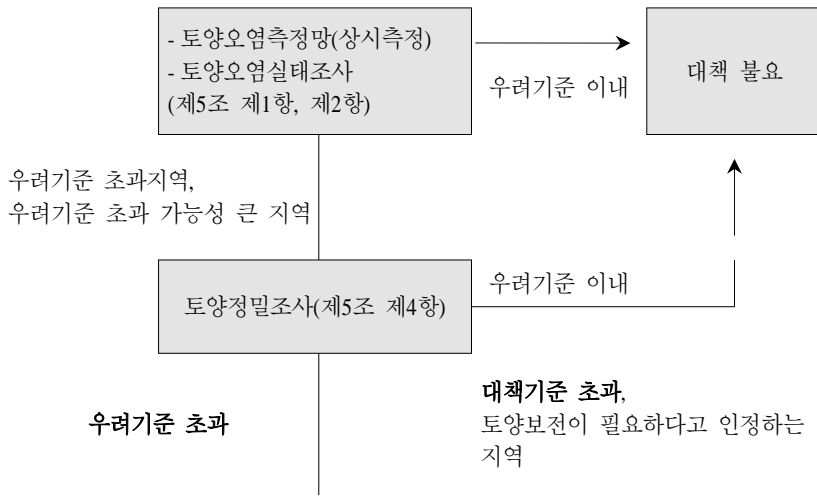 - 토양오염측정망(상시측정)
- 토양오염실태조사
(제5조 제1항, 제2항)
우려기준 이내
대책 불요
우려기준 초과지역,
우려기준 초과 가능성 큰 지역
토양정밀조사(제5조 제4항)
우려기준 이내
우려기준 초과
대책기준 초과,
토양보전이 필요하다고 인정하는
지역